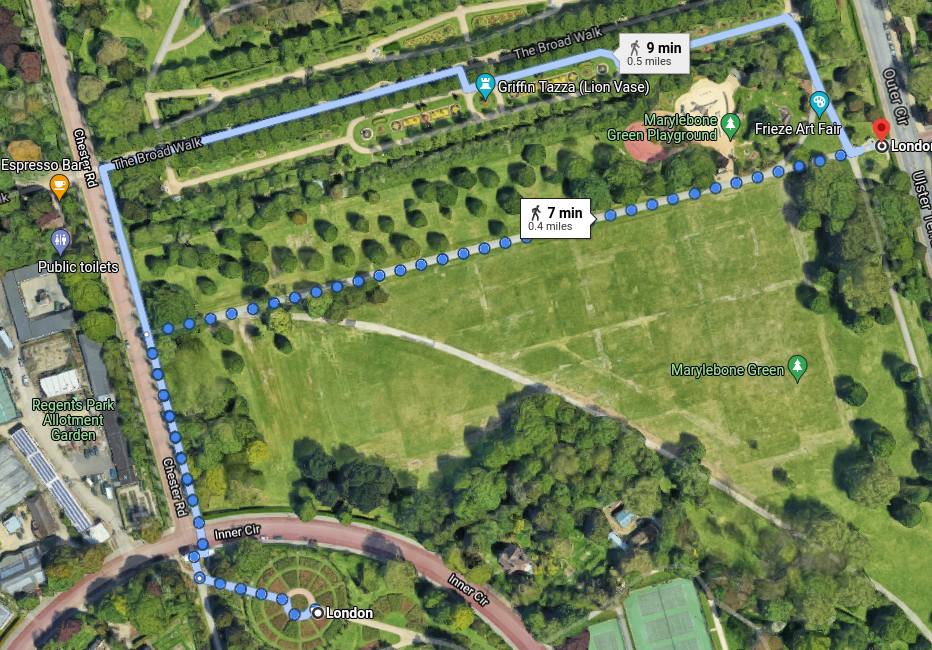 The Broad Walk
9 min
0.5 miles
Outer Cir
Griffin Tazza (Lion Vase)
Marylebone
Green Playground
Frieze Art Fair
London
Chester Rd
The Broad Walk
Espresso Bar
Ulster Ter
7 min
0.4 miles
Public toilets
Marylebone Green
Regents Park
Allotment
Garden
Chester Rd
Inner Cir
Inner Cir
London